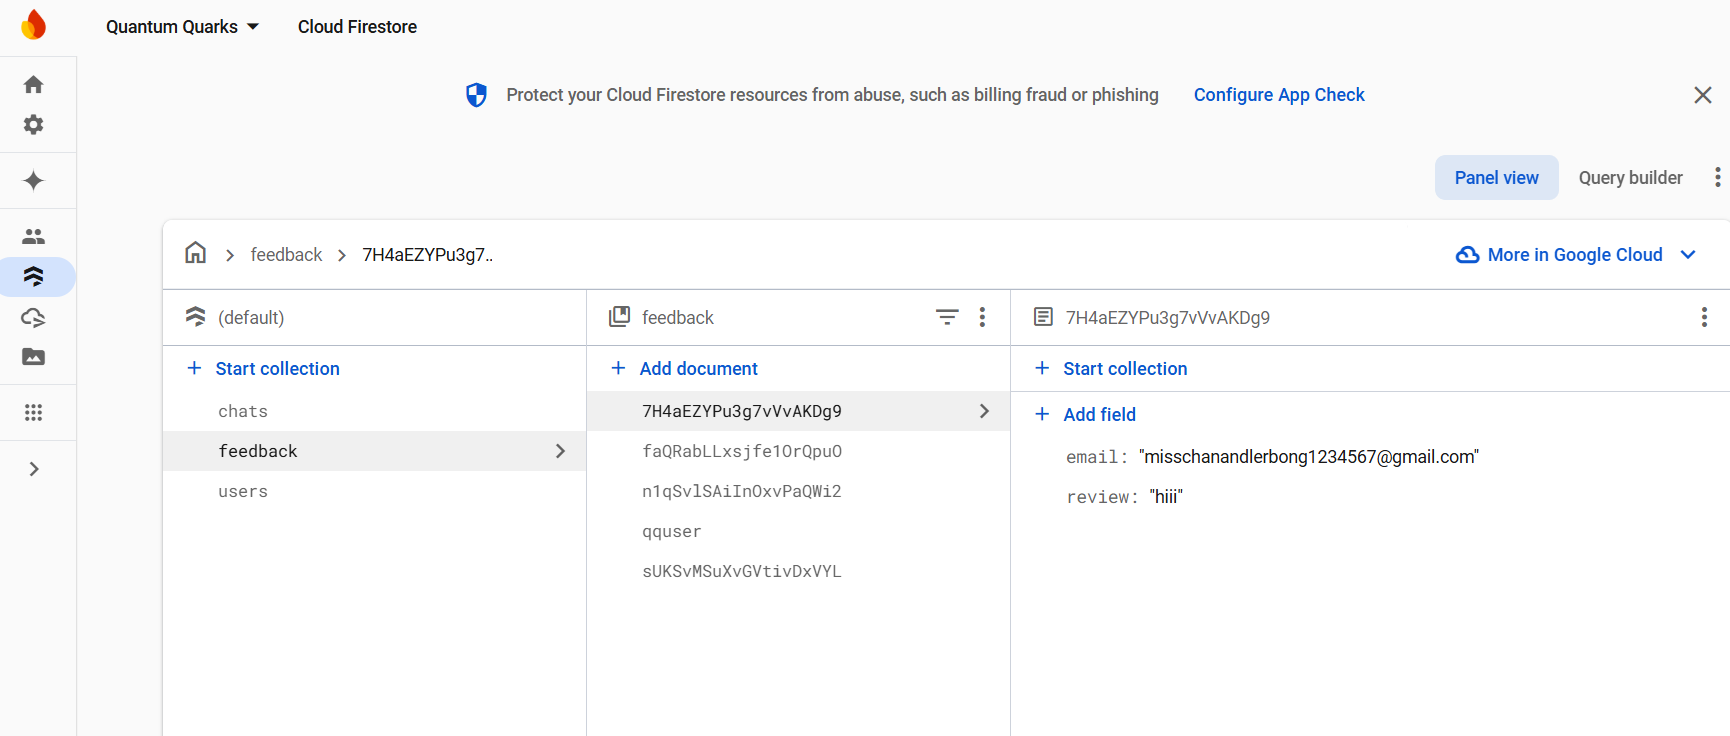 Quantum Quarks
Cloud Firestore
Protect your Cloud Firestore resources from abuse, such as billing fraud or phishing
Configure App Check
Panel view
Query builder
feedback
7H4aEZYPu3g7..
More in Google Cloud
(default)
feedback
7H4aEZYPu3g7vVvAKDg9
+ Start collection
+ Add document
+ Start collection
chats
feedback
users
7H4aEZYPu3g7vVvAKDg9
faQRabLLxsjfe1OrQpuO
n1qSvlSAiInOxvPaQWi2
qquser
sUKSvMSuXvGVtivDxVYL
+ Add field
email: "misschanandlerbong1234567@gmail.com"
review: "hiii"